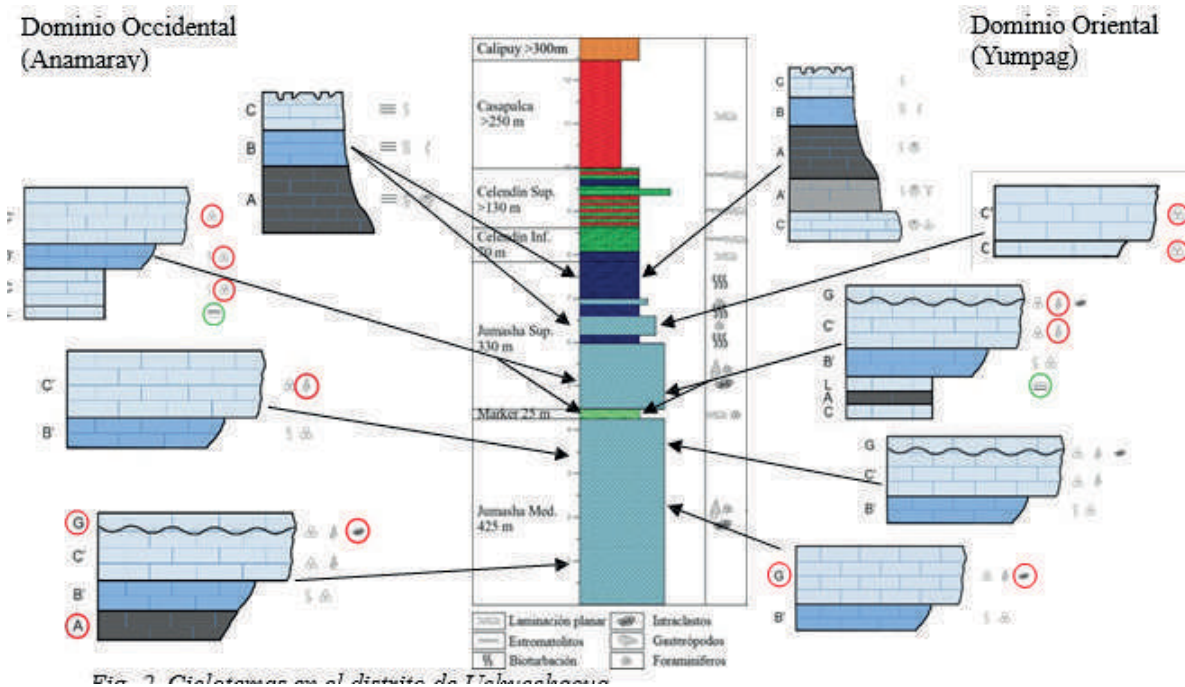 Dominio Occidental
(Anamaray)
Dominio Oriental
(Yumpag)
Calipuy >300m
Casapalca
>250 m
Celendín Sup.
>130 m
Celendín Inf.
Jumasha Sup.
330 m
Marker 25 m
Jumasha Med.
425 m
C
B
A
C'
B'
G
C'
B'
A
C
B
A
A'
C
C'
C
G
C'
B'
L
A
C
G
C'
B'
G
B'
Laminación planar
Intraclastos
Estromatolitos
Gasterópodos
Bioturbación
Foraminíferos